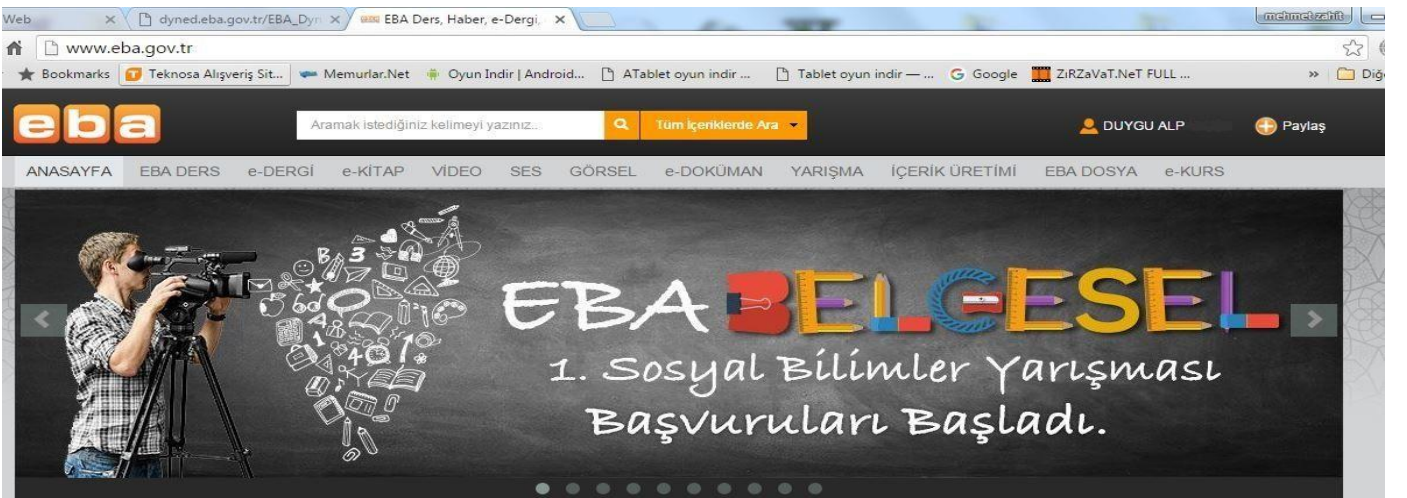 Web dyned.eba.gov.tr/EBA_Dyn EBA Ders, Haber, e-Dergi, mehmet zahit
www.eba.gov.tr
Bookmarks Teknosa Alışveriş Sit... Memurlar.Net Oyun Indir | Android... ATablet oyun indir ... Tablet oyun indir — ... Google ZiRZaVaT.NeT FULL ... » Diğe
eba Aramak istediğiniz kelimeyi yazınız.. Tüm İçeriklerde Ara DUYGU ALP Paylaş
ANASAYFA EBA DERS e-DERGİ e-KİTAP VİDEO SES GÖRSEL e-DOKÜMAN YARIŞMA İÇERİK ÜRETİMİ EBA DOSYA e-KURS
EBA BELGESEL
1. Sosyal Bilimler Yarışması
Başvuruları Başladı.